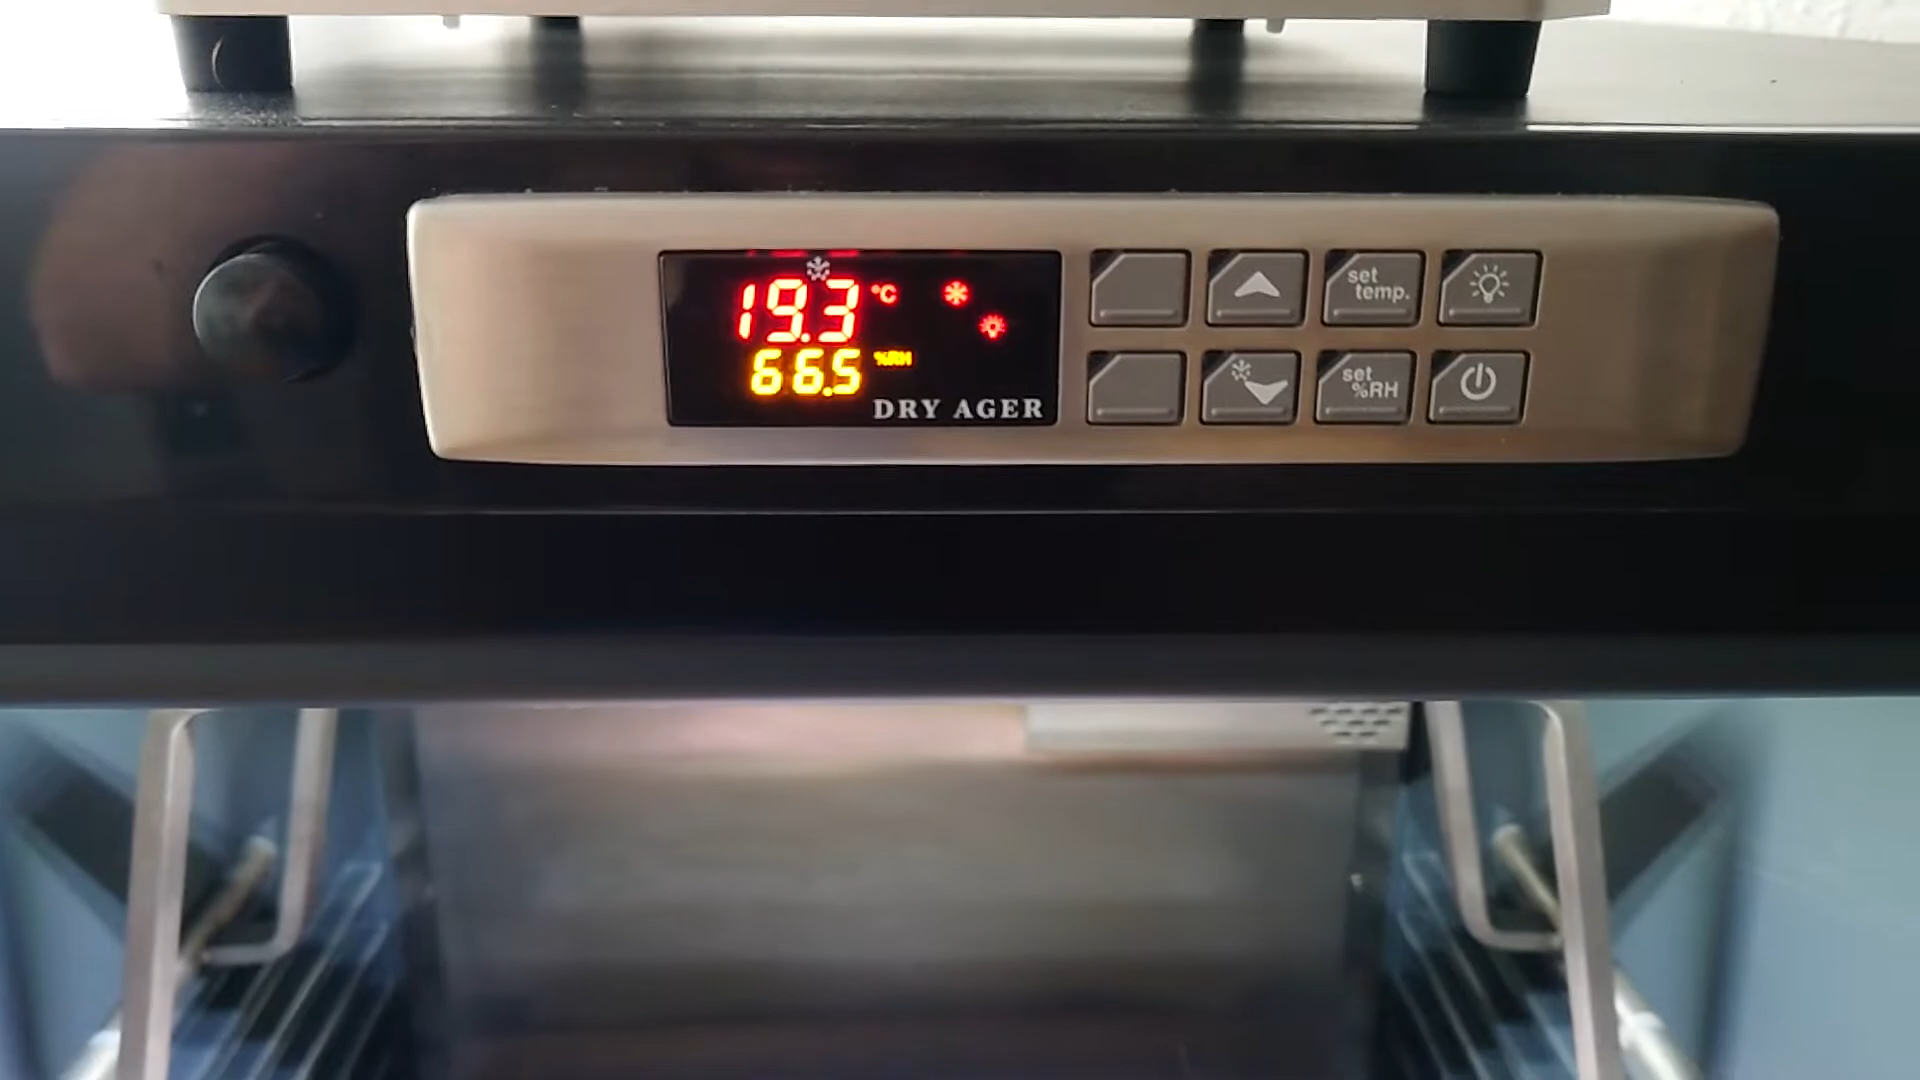 19.3 °C
66.5 %RH
DRY AGER
set
temp.
set
%RH